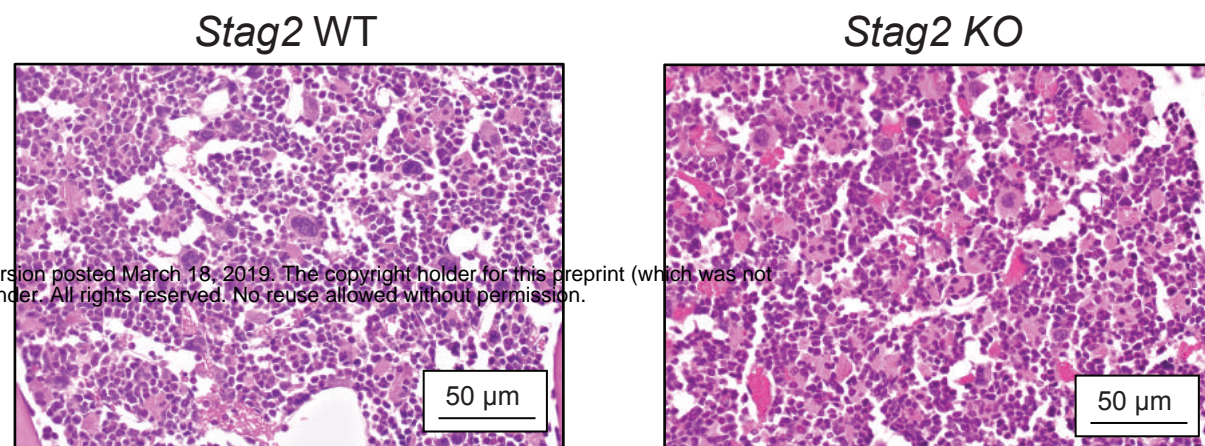 Stag2 WT
Stag2 KO
rsion posted March 18, 2019. The copyright holder for this preprint (which was not
nder. All rights reserved. No reuse allowed without permission.
50 µm
50 µm